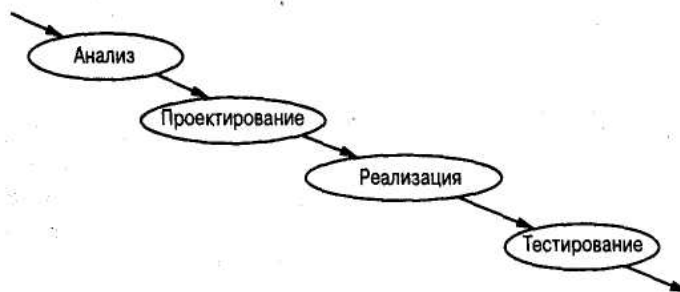 Анализ
Проектирование
Реализация
Тестирование